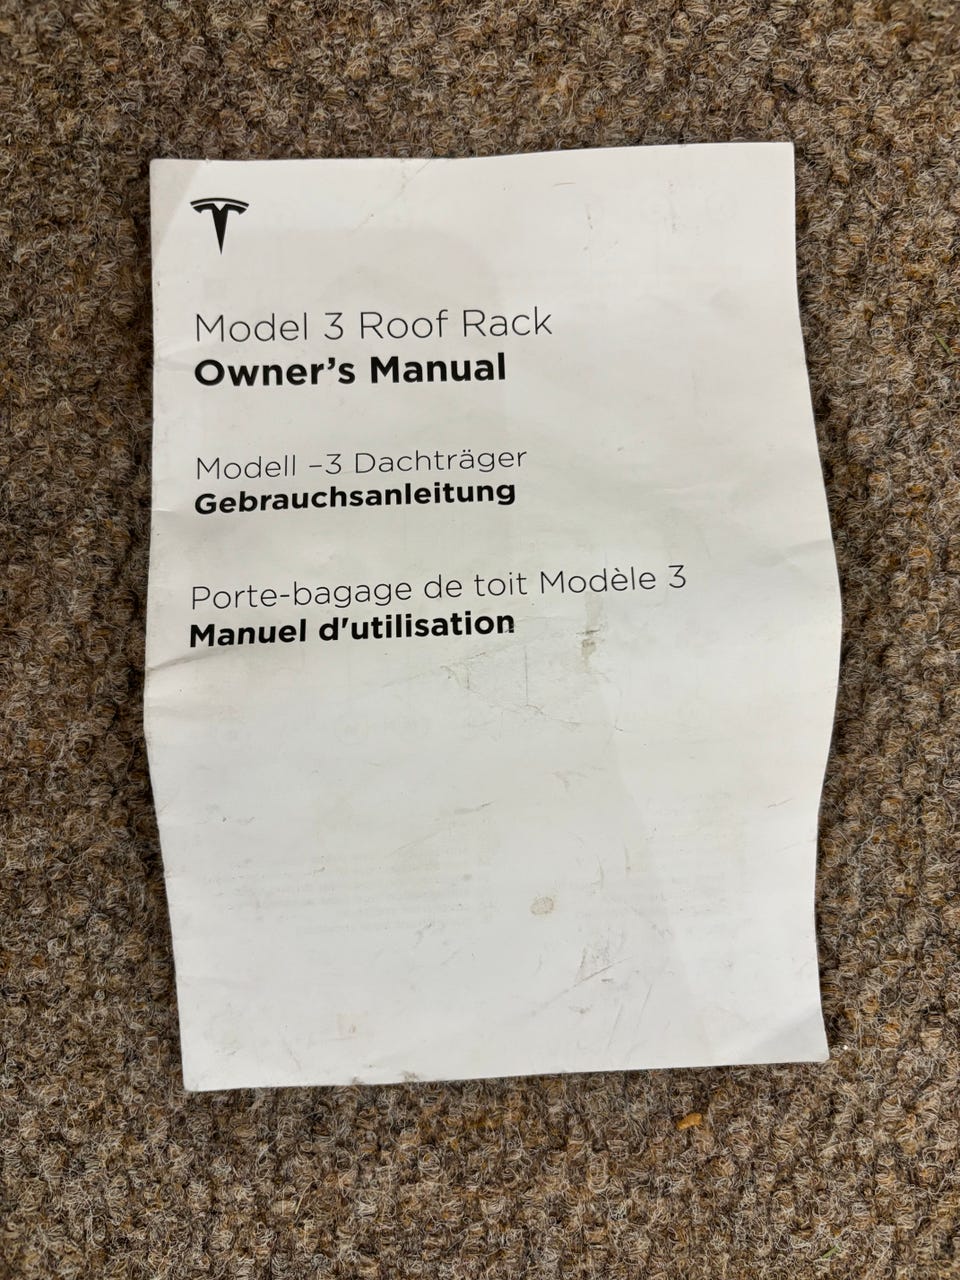 Model 3 Roof Rack
Owner’s Manual
Modell –3 Dachträger
Gebrauchsanleitung
Porte-bagage de toit Modèle 3
Manuel d'utilisation